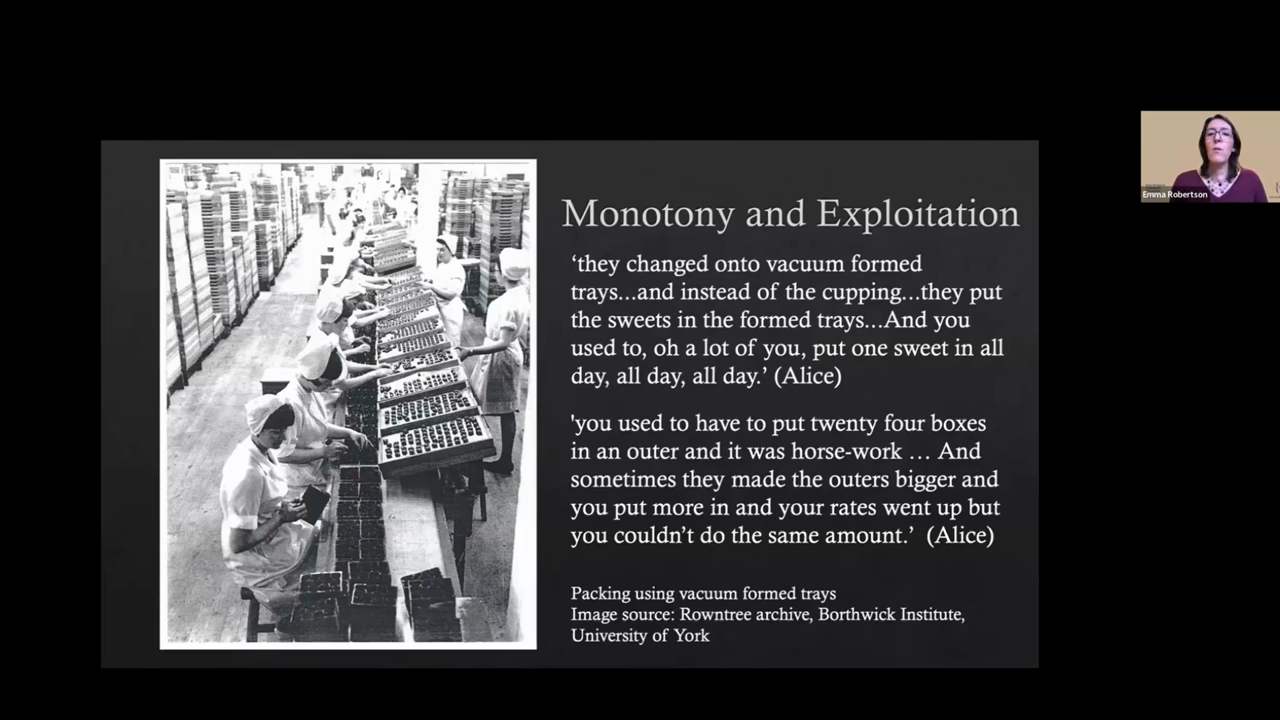 Monotony and Exploitation
‘they changed onto vacuum formed
trays...and instead of the cupping...they put
the sweets in the formed trays...And you
used to, oh a lot of you, put one sweet in all
day, all day, all day.’ (Alice)
'you used to have to put twenty four boxes
in an outer and it was horse-work … And
sometimes they made the outers bigger and
you put more in and your rates went up but
you couldn’t do the same amount.’ (Alice)
Packing using vacuum formed trays
Image source: Rowntree archive, Borthwick Institute,
University of York
Emma Robertson